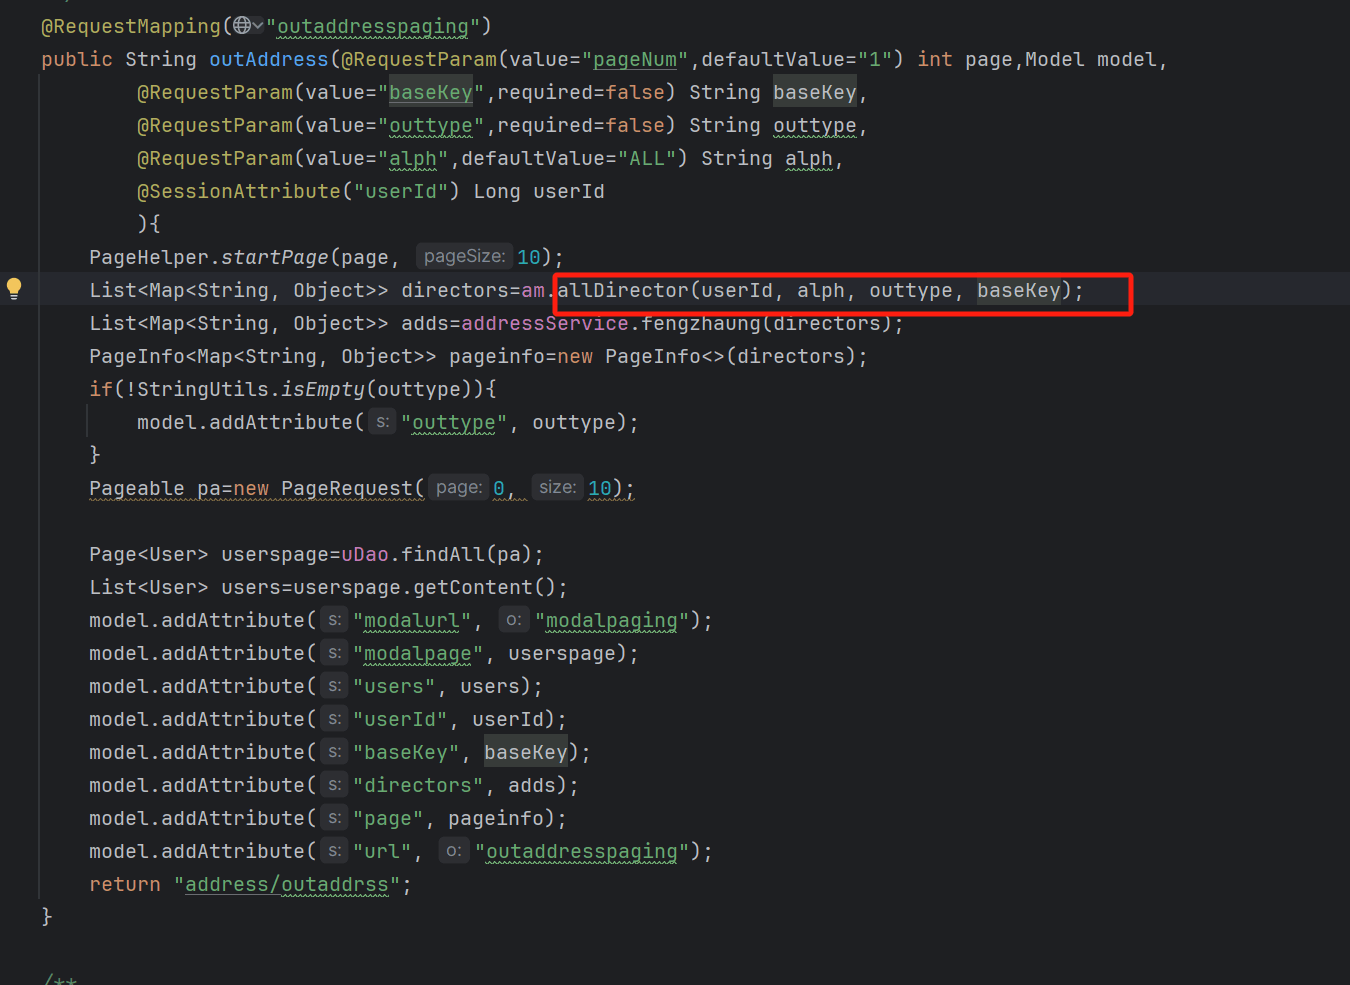 @RequestMapping("outaddresspaging")
public String outAddress(@RequestParam(value="pageNum",defaultValue="1") int page,Model model,
@RequestParam(value="baseKey",required=false) String baseKey,
@RequestParam(value="outtype",required=false) String outtype,
@RequestParam(value="alph",defaultValue="ALL") String alph,
@SessionAttribute("userId") Long userId
){
PageHelper.startPage(page, pageSize: 10);
List<Map<String, Object>> directors=am.allDirector(userId, alph, outtype, baseKey);
List<Map<String, Object>> adds=addressService.fengzhaung(directors);
PageInfo<Map<String, Object>> pageinfo=new PageInfo<>(directors);
if(!StringUtils.isEmpty(outtype)){
model.addAttribute( s: "outtype", outtype);
}
Pageable pa=new PageRequest( page: 0, size: 10);
Page<User> userspage=uDao.findAll(pa);
List<User> users=userspage.getContent();
model.addAttribute( s: "modalurl", o: "modalpaging");
model.addAttribute( s: "modalpage", userspage);
model.addAttribute( s: "users", users);
model.addAttribute( s: "userId", userId);
model.addAttribute( s: "baseKey", baseKey);
model.addAttribute( s: "directors", adds);
model.addAttribute( s: "page", pageinfo);
model.addAttribute( s: "url", o: "outaddresspaging");
return "address/outaddrss";
}
/**